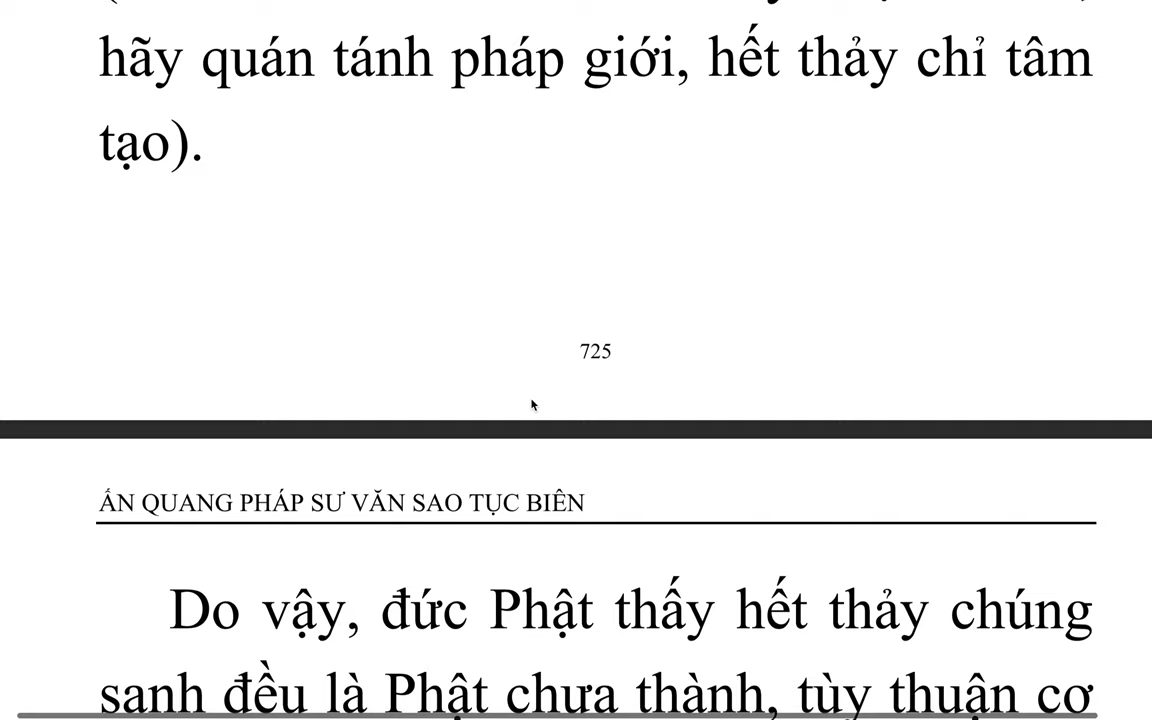 hãy quán tánh pháp giới, hết thảy chỉ tâm
tạo).
725
ẤN QUANG PHÁP SƯ VĂN SAO TỤC BIÊN
Do vậy, đức Phật thấy hết thảy chúng
sanh đều là Phật chưa thành, tùy thuận cơ